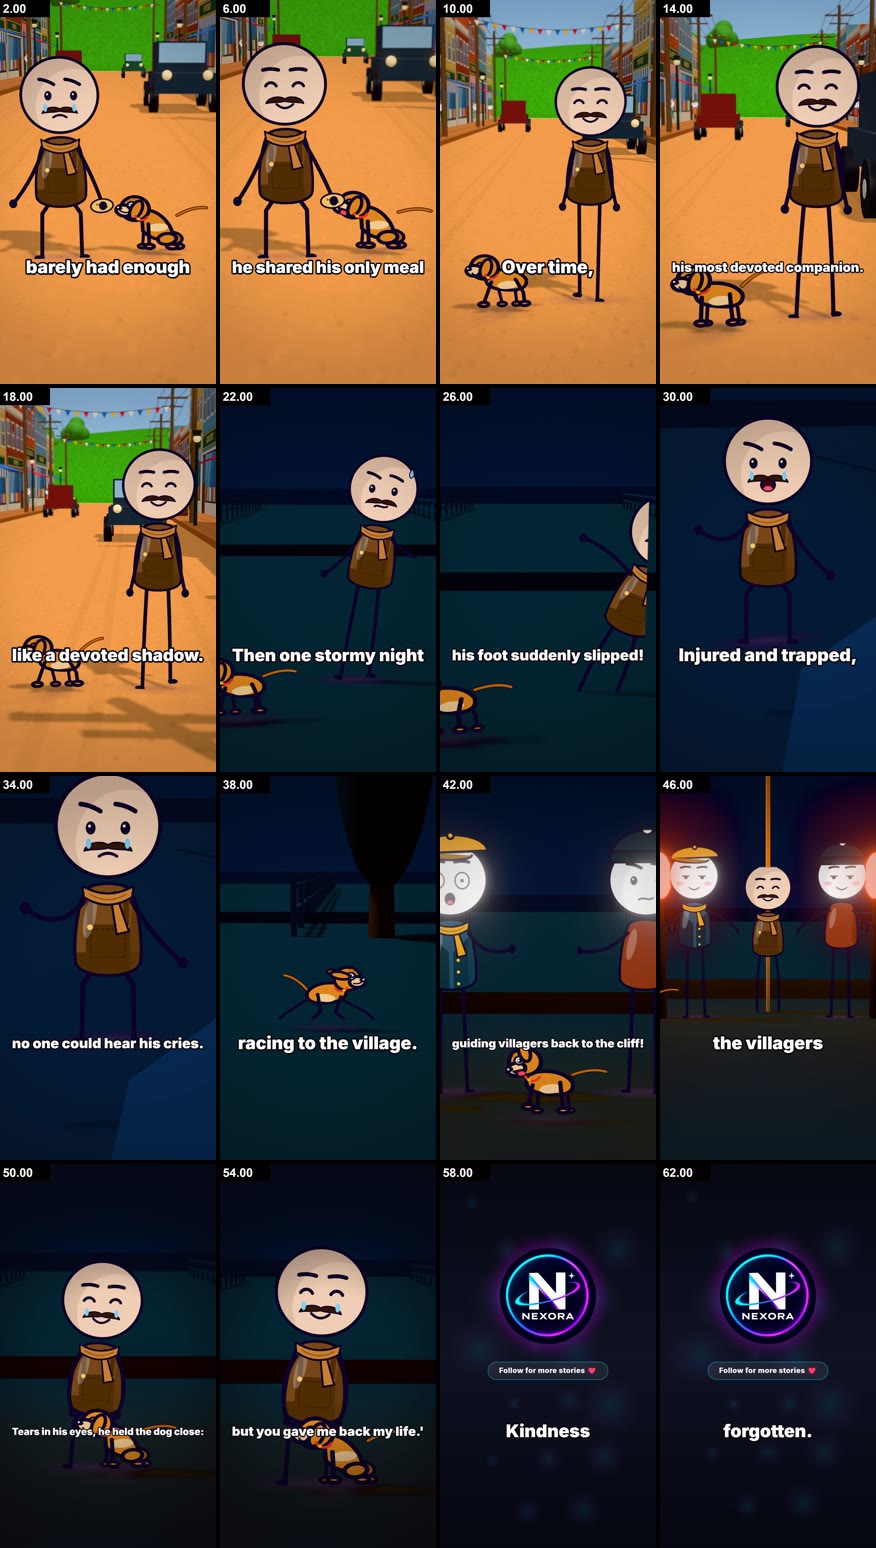 2.00
6.00
10.00
14.00
barely had enough
he shared his only meal
Over time,
his most devoted companion.
18.00
22.00
26.00
30.00
like a devoted shadow.
Then one stormy night
his foot suddenly slipped!
Injured and trapped,
34.00
38.00
42.00
46.00
no one could hear his cries.
racing to the village.
guiding villagers back to the cliff!
the villagers
50.00
54.00
58.00
62.00
Tears in his eyes, he held the dog close:
but you gave me back my life.'
N
NEXORA
Follow for more stories
Kindness
N
NEXORA
Follow for more stories
forgotten.